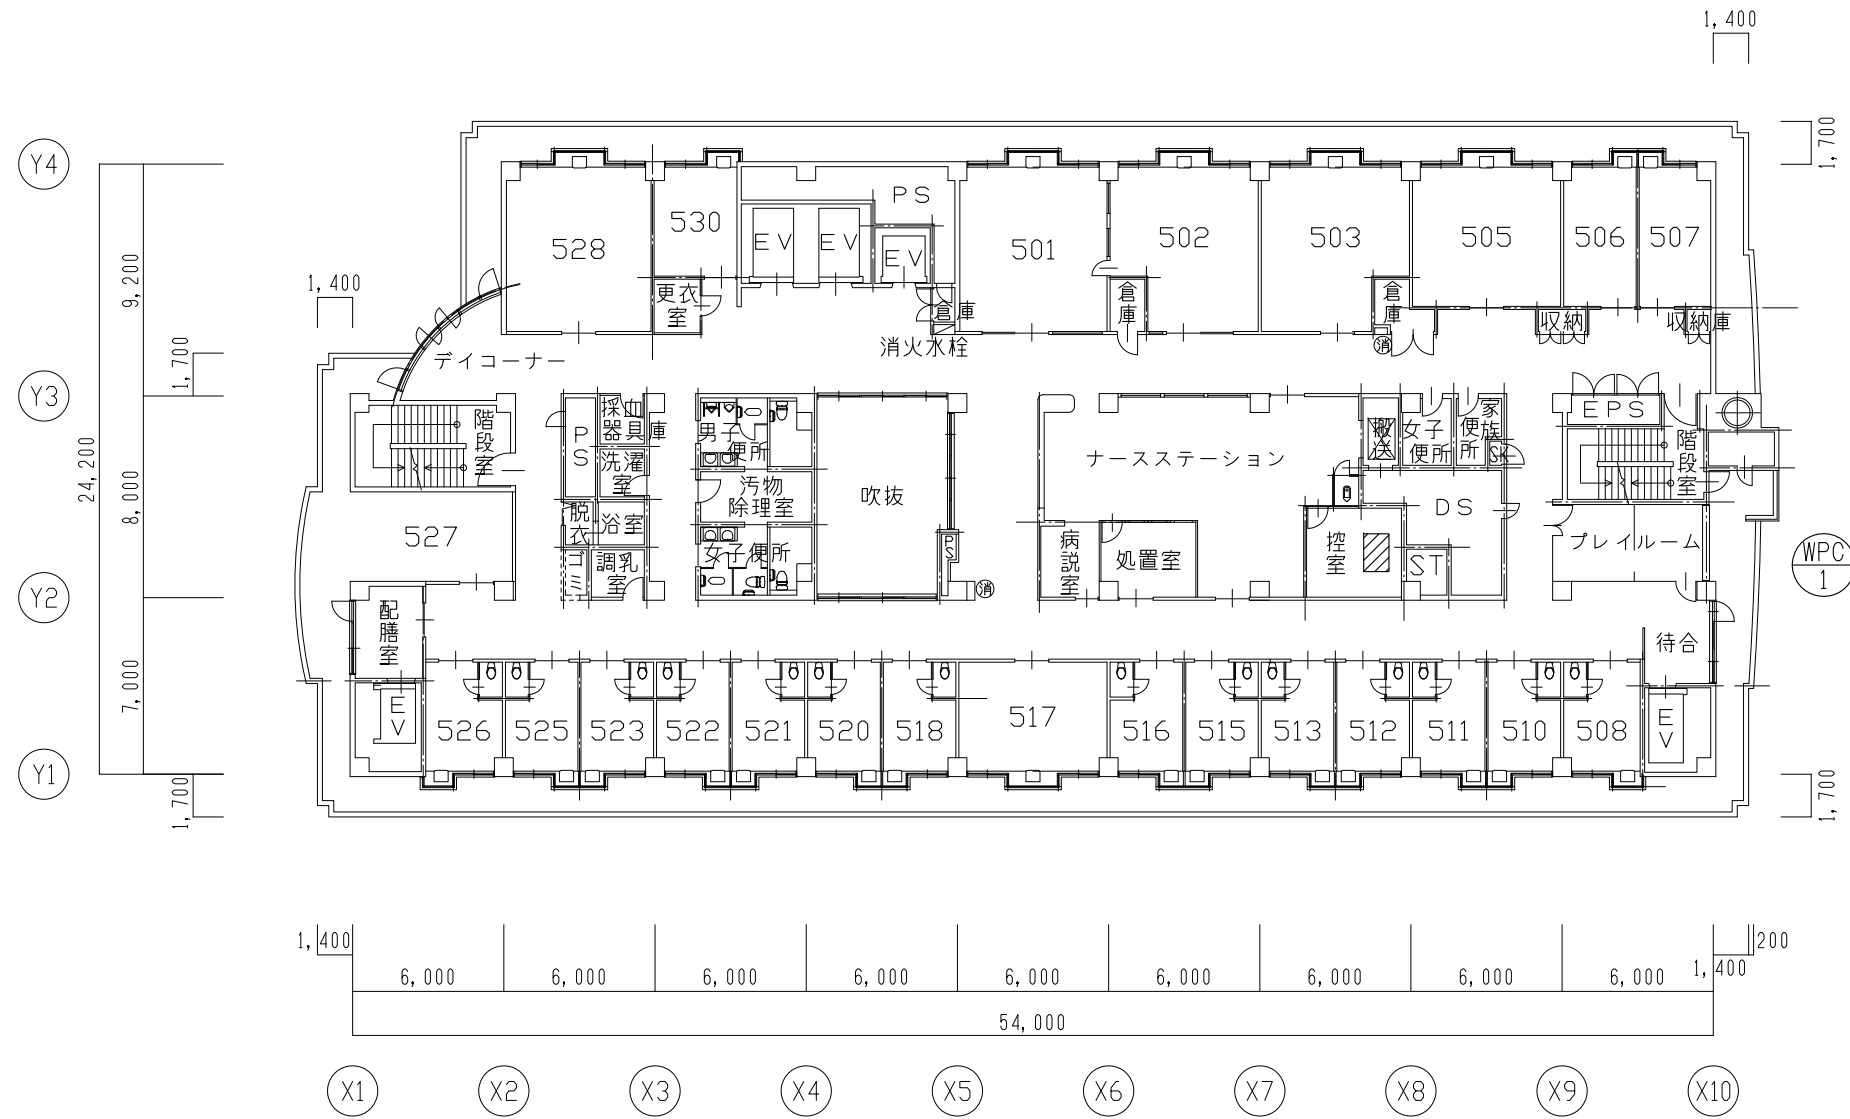 1,400
Y4
1,700
PS
528
530
EV
EV
EV
501
502
503
505
506
507
9,200
1,400
更衣
室
倉庫
倉
庫
倉
庫
収納
収納庫
消火水栓
消
デイコーナー
1,700
Y3
24,200
8,000
階
段
室
PS
採血
器具庫
洗濯
室
脱
衣
浴室
ゴミ
調乳
室
男子
便所
汚物
除理室
女子便所
吹抜
PS
消
ナースステーション
搬
送
女子
便所
家
族
便
所
SK
EPS
階
段
室
DS
ST
控
室
病
説
室
処置室
プレイルーム
WPC
1
527
Y2
配
膳
室
待合
7,000
EV
526
525
523
522
521
520
518
517
516
515
513
512
511
510
508
EV
Y1
1,700
1,700
1,400
6,000
6,000
6,000
6,000
6,000
6,000
6,000
6,000
6,000
1,400
200
54,000
X1
X2
X3
X4
X5
X6
X7
X8
X9
X10